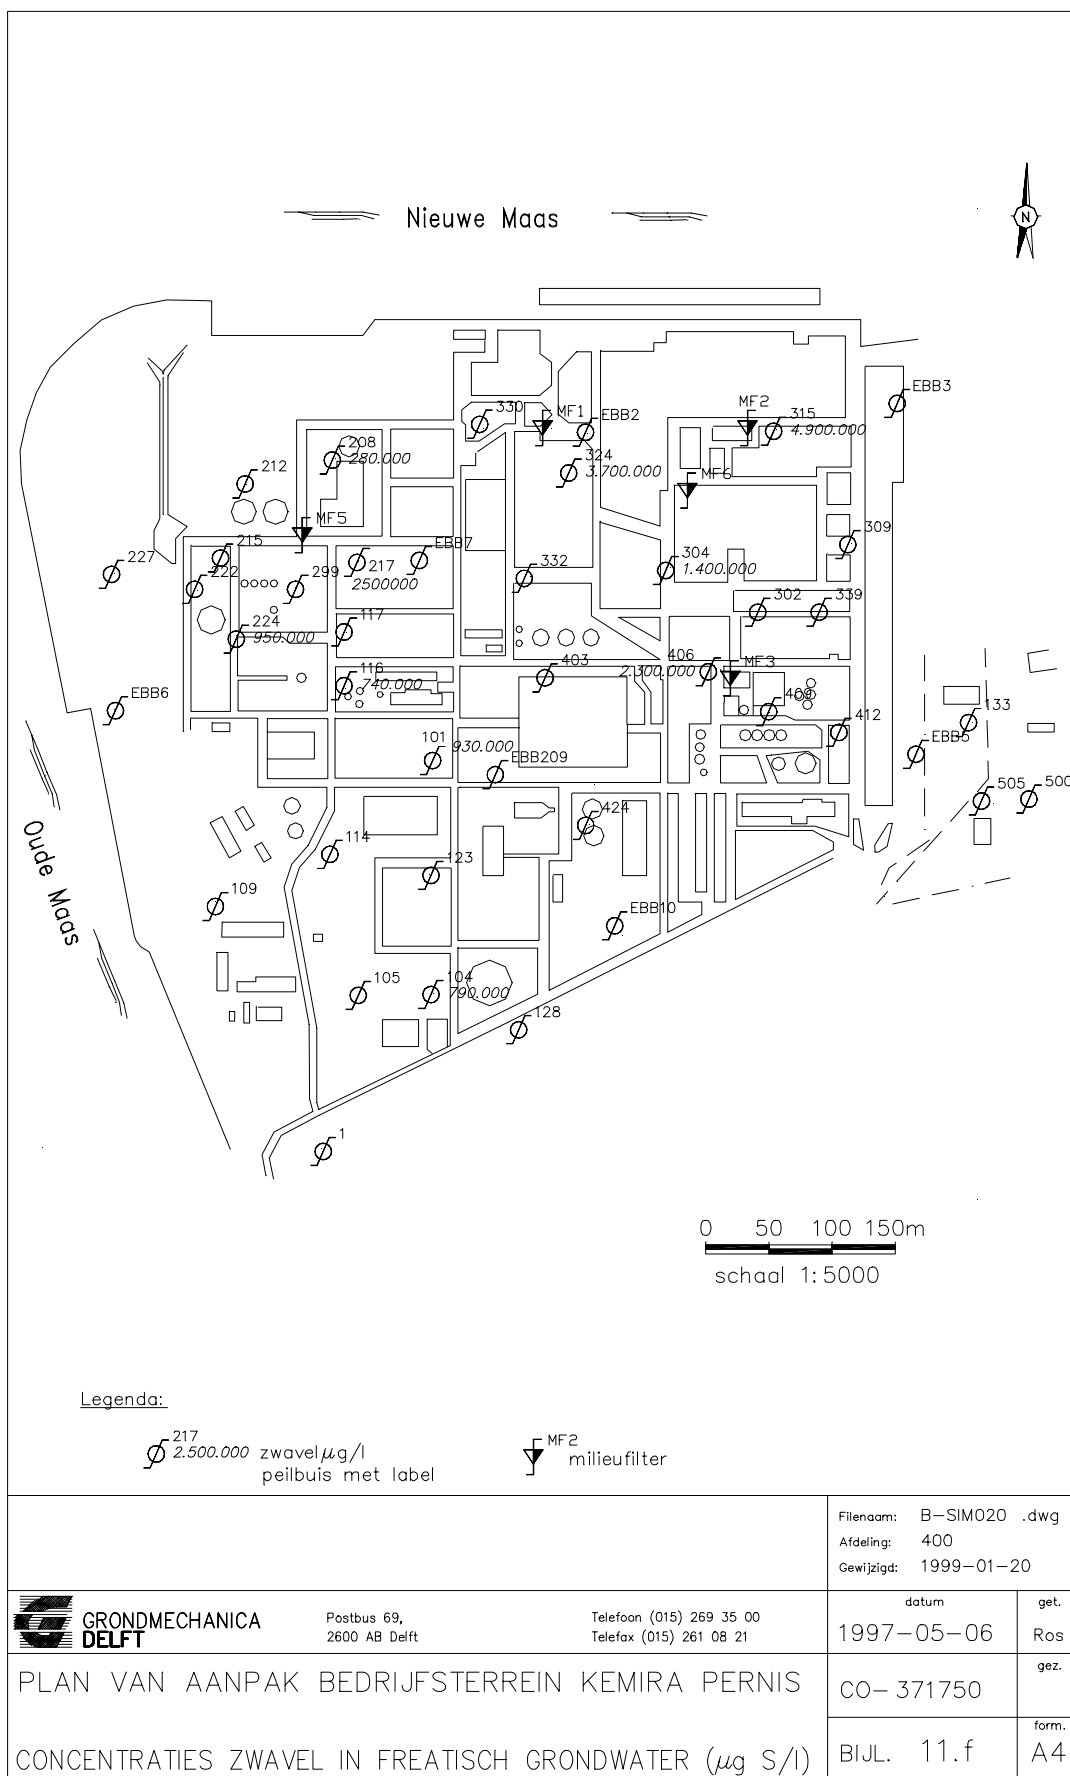 Nieuwe Maas
N
EBB3
330
MF1
EBB2
MF2
315
4.900.000
208
280.000
324
3.700.000
212
MF6
MF5
309
215
EBB7
227
217
2500000
332
304
1.400.000
222
299
302
339
224
950.000
117
406
2.300.000
MF3
403
116
740.000
409
EBB6
133
412
101
930.000
EBB5
EBB209
505
500
424
114
123
Oude Maas
109
EBB10
105
104
790.000
128
1
0 50 100 150m
schaal 1:5000
Legenda:
217
2.500.000 zwavel µg/l
peilbuis met label
MF2
milieufilter
Filenaam: B-SIM020 .dwg
Afdeling: 400
Gewijzigd: 1999-01-20
GRONDMECHANICA
DELFT
Postbus 69,
2600 AB Delft
Telefoon (015) 269 35 00
Telefax (015) 261 08 21
datum
1997-05-06
get.
Ros
PLAN VAN AANPAK BEDRIJFSTERREIN KEMIRA PERNIS
CO-371750
gez.
CONCENTRATIES ZWAVEL IN FREATISCH GRONDWATER (µg S/l)
BIJL. 11.f
form.
A4